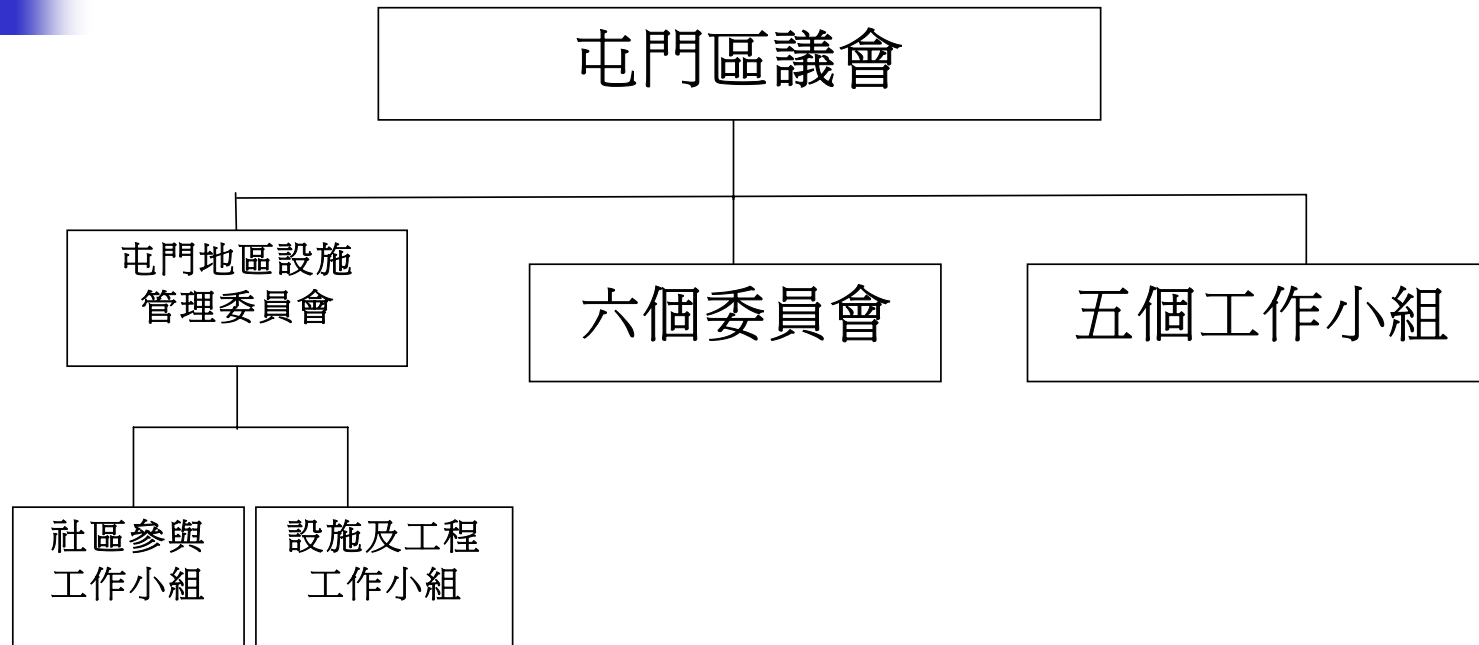 屯門區議會
屯門地區設施
管理委員會
六個委員會
五個工作小組
社區參與
工作小組
設施及工程
工作小組